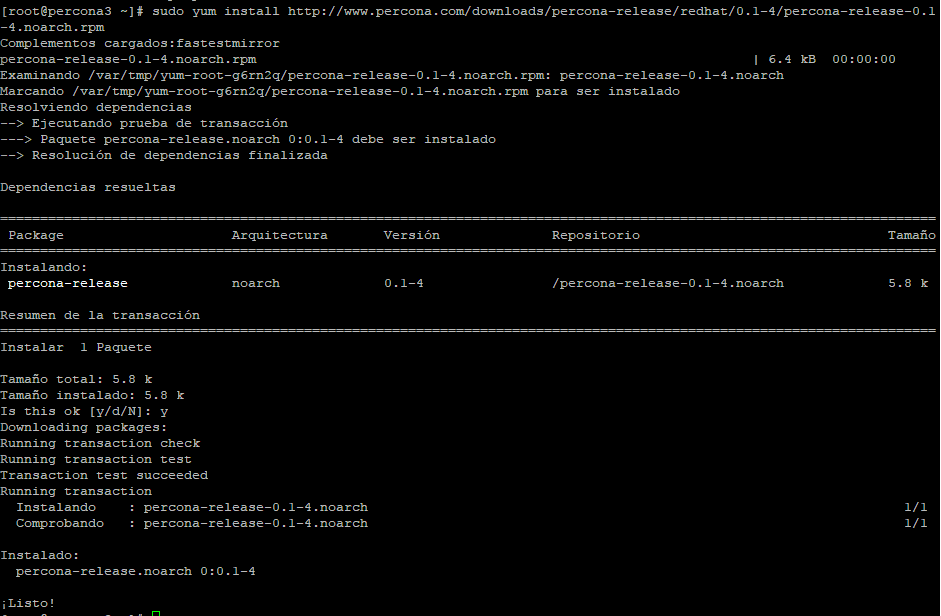 [root@percona3 ~]# sudo yum install http://www.percona.com/downloads/percona-release/redhat/0.1-4/percona-release-0.1
-4.noarch.rpm
Complementos cargados:fastestmirror
percona-release-0.1-4.noarch.rpm | 6.4 kB 00:00:00
Examinando /var/tmp/yum-root-g6rn2q/percona-release-0.1-4.noarch.rpm: percona-release-0.1-4.noarch
Marcando /var/tmp/yum-root-g6rn2q/percona-release-0.1-4.noarch.rpm para ser instalado
Resolviendo dependencias
--> Ejecutando prueba de transacción
---> Paquete percona-release.noarch 0:0.1-4 debe ser instalado
--> Resolución de dependencias finalizada
Dependencias resueltas
Package Arquitectura Versión Repositorio Tamaño
Instalando:
percona-release noarch 0.1-4 /percona-release-0.1-4.noarch 5.8 k
Resumen de la transacción
Instalar 1 Paquete
Tamaño total: 5.8 k
Tamaño instalado: 5.8 k
Is this ok [y/d/N]: y
Downloading packages:
Running transaction check
Running transaction test
Transaction test succeeded
Running transaction
Instalando : percona-release-0.1-4.noarch 1/1
Comprobando : percona-release-0.1-4.noarch 1/1
Instalado:
percona-release.noarch 0:0.1-4
¡Listo!